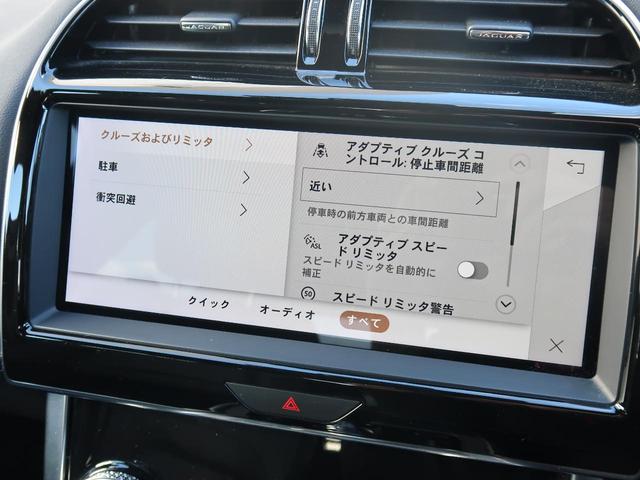 JAGUAR
JAGUAR
クルーズおよびリミッタ
駐車
衝突回避
アダプティブ クルーズ コ
ントロール: 停止車間距離
近い
停車時の前方車両との車間距離
ASL
アダプティブ スピー
ド リミッタ
スピード リミッタを自動的に
補正
50
スピード リミッタ警告
クイック
オーディオ
すべて